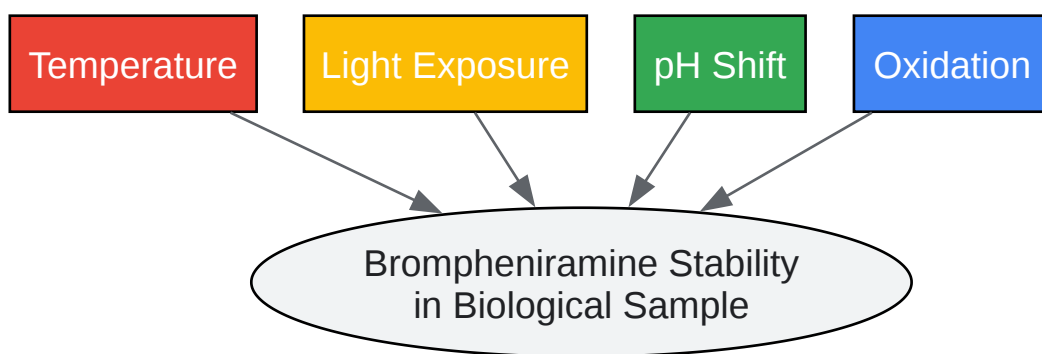 Temperature
Light Exposure
pH Shift
Oxidation
Brompheniramine Stability
in Biological Sample